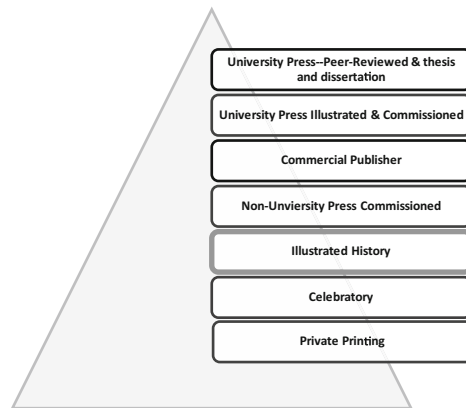 University Press--Peer-Reviewed & thesis
and dissertation
University Press Illustrated & Commissioned
Commercial Publisher
Non-Unviersity Press Commissioned
Illustrated History
Celebratory
Private Printing